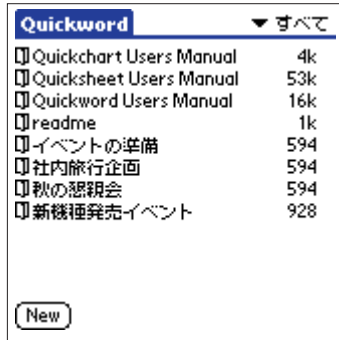 Quickword ▼ すべて
Quickchart Users Manual 4k
Quicksheet Users Manual 53k
Quickword Users Manual 16k
readme 1k
イベントの準備 594
社内旅行企画 594
秋の懇親会 594
新機種発売イベント 928
New